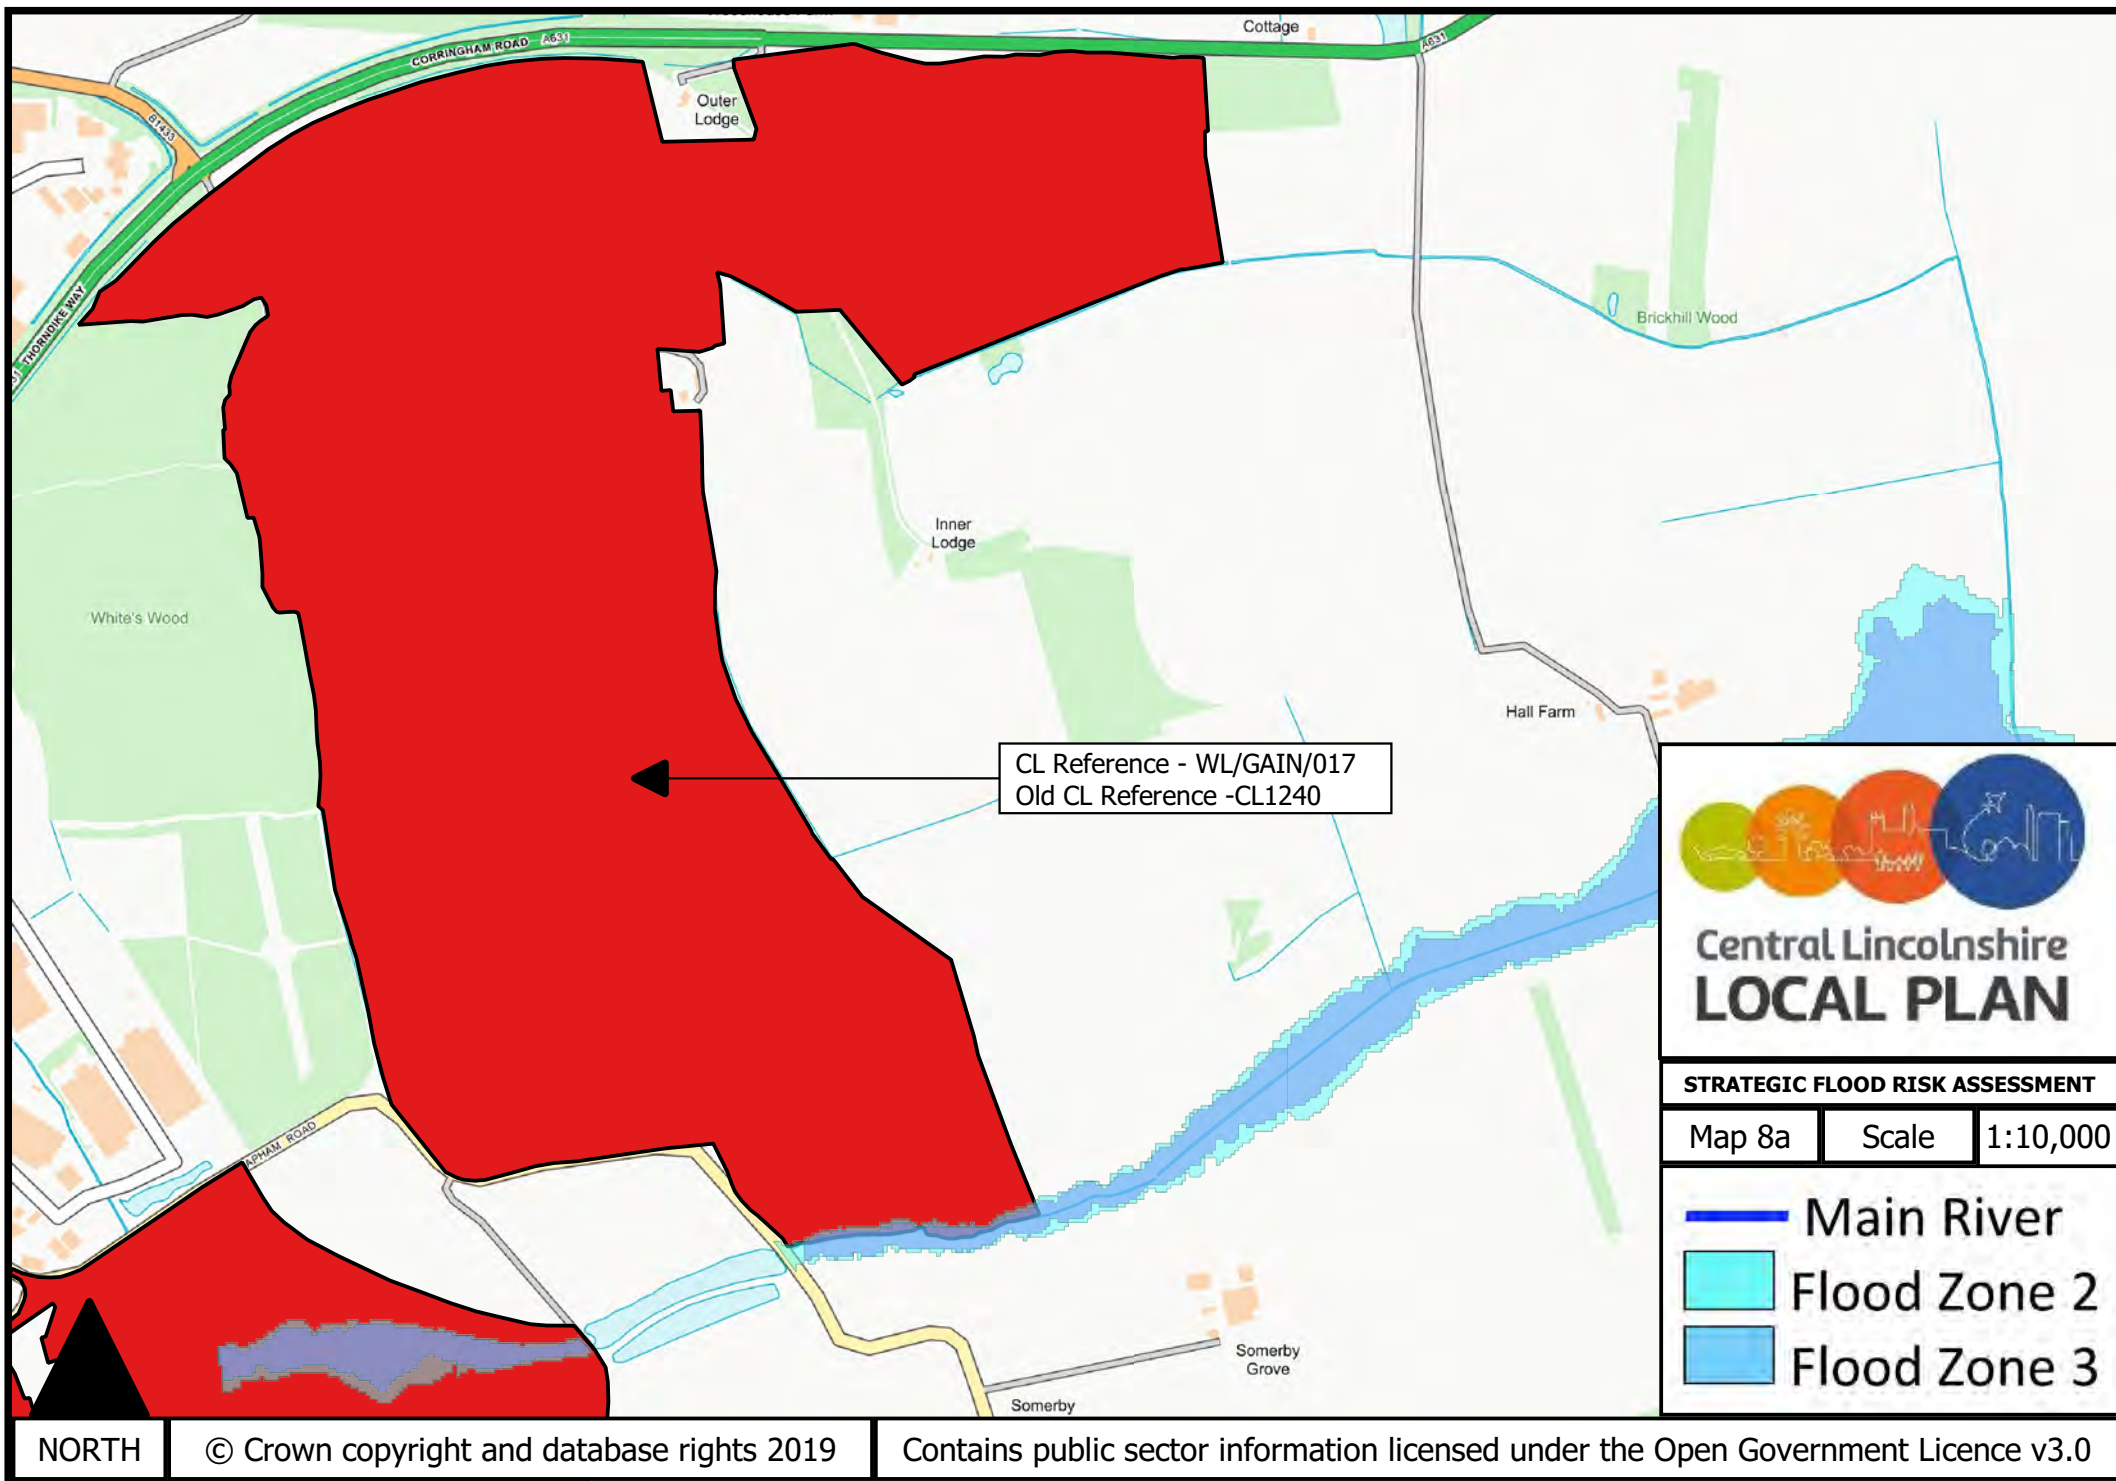 Cottage
CORRINGHAM ROAD A631
A631
B1433
Outer
Lodge
THORNDIKE WAY
Brickhill Wood
Inner
Lodge
White's Wood
Hall Farm
CL Reference - WL/GAIN/017
Old CL Reference -CL1240
APHAM ROAD
Somerby
Grove
Somerby
Central Lincolnshire
LOCAL PLAN
STRATEGIC FLOOD RISK ASSESSMENT
Map 8a Scale 1:10,000
Main River
Flood Zone 2
Flood Zone 3
NORTH © Crown copyright and database rights 2019 Contains public sector information licensed under the Open Government Licence v3.0